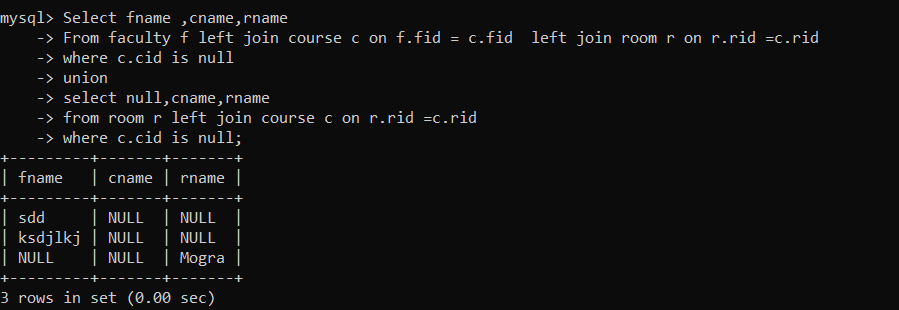 mysql> Select fname ,cname,rname
    -> From faculty f left join course c on f.fid = c.fid  left join room r on r.rid =c.rid
    -> where c.cid is null
    -> union
    -> select null,cname,rname
    -> from room r left join course c on r.rid =c.rid
    -> where c.cid is null;
+---------+-------+-------+
| fname   | cname | rname |
+---------+-------+-------+
| sdd     | NULL  | NULL  |
| ksdjlkj | NULL  | NULL  |
| NULL    | NULL  | Mogra |
+---------+-------+-------+
3 rows in set (0.00 sec)